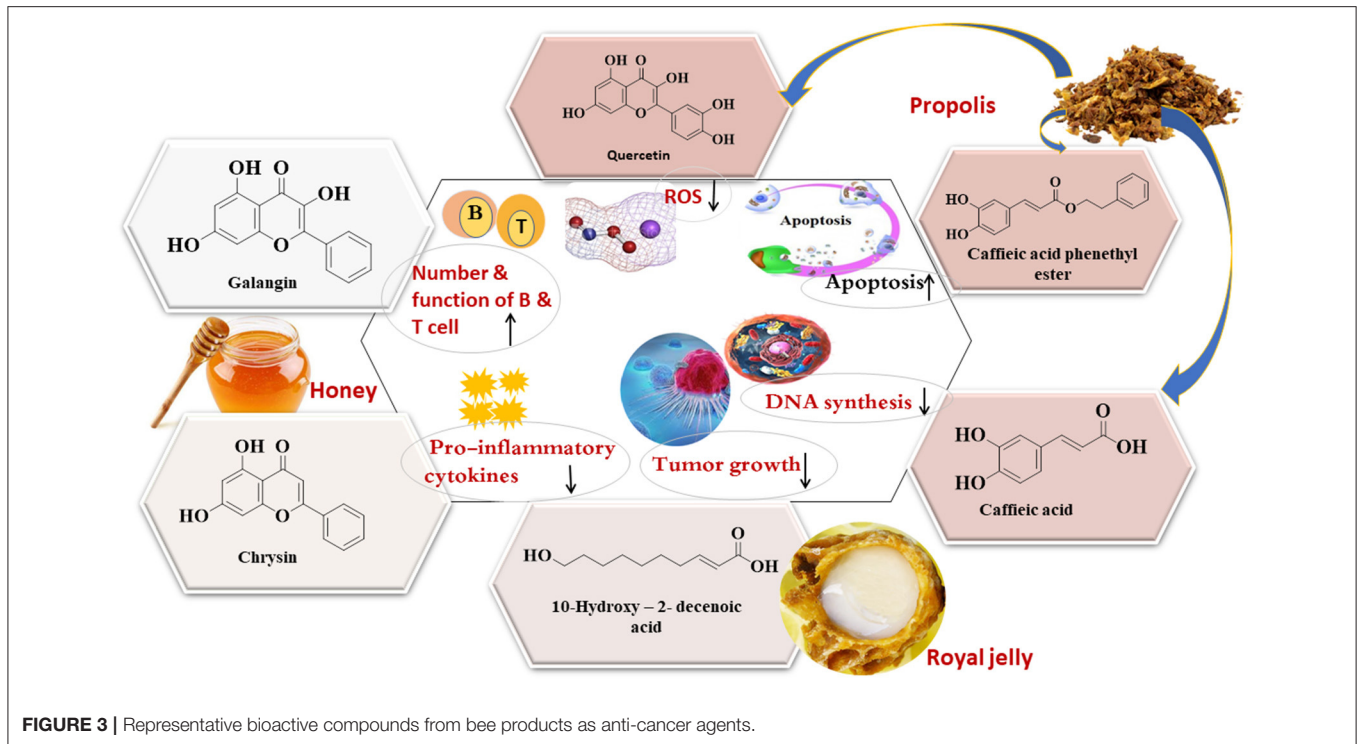 OH
O
OH
HO
O
OH
OH
Quercetin
Propolis
OH
O
OH
HO
O
Galangin
B
T
Number &
function of B &
T cell
ROS
Apoptosis
Apoptosis
HO
HO
O
O
Caffieic acid phenethyl
ester
Honey
OH
O
HO
O
Chrysin
Pro-inflammatory
cytokines
Tumor growth
DNA synthesis
HO
HO
O
OH
Caffieic acid
HO
O
OH
10-Hydroxy – 2- decenoic
acid
Royal jelly
FIGURE 3 | Representative bioactive compounds from bee products as anti-cancer agents.